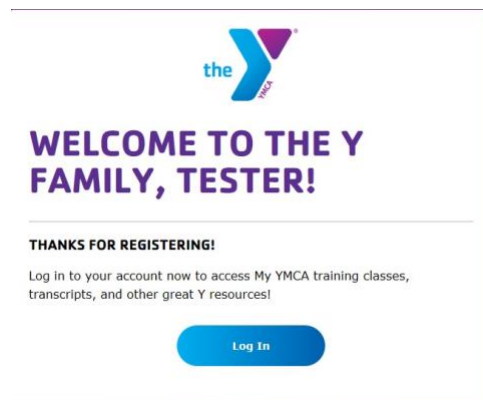 the
YMCA
WELCOME TO THE Y
FAMILY, TESTER!
THANKS FOR REGISTERING!
Log in to your account now to access My YMCA training classes,
transcripts, and other great Y resources!
Log In